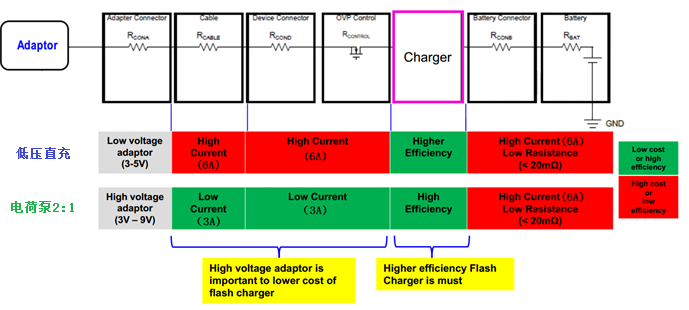 Adaptor
Adapter Connector
Cable
Device Connector
OVP Control
Battery Connector
Battery
RCONA
RCABLE
RCOND
RCONTROL
Charger
RCONB
RBAT
GND
低压直充
Low voltage
adaptor
(3-5V)
High
Current
(6A)
High Current
(6A)
Higher
Efficiency
High Current(6A)
Low Resistance
(< 20mΩ)
Low cost
or high
efficiency
电荷泵2:1
High voltage
adaptor
(3V – 9V)
Low
Current
(3A)
Low Current
(3A)
High
Efficiency
High Current(6A)
Low Resistance
(< 20mΩ)
High cost
or
low
efficiency
High voltage adaptor is
important to lower cost of
flash charger
Higher efficiency Flash
Charger is must